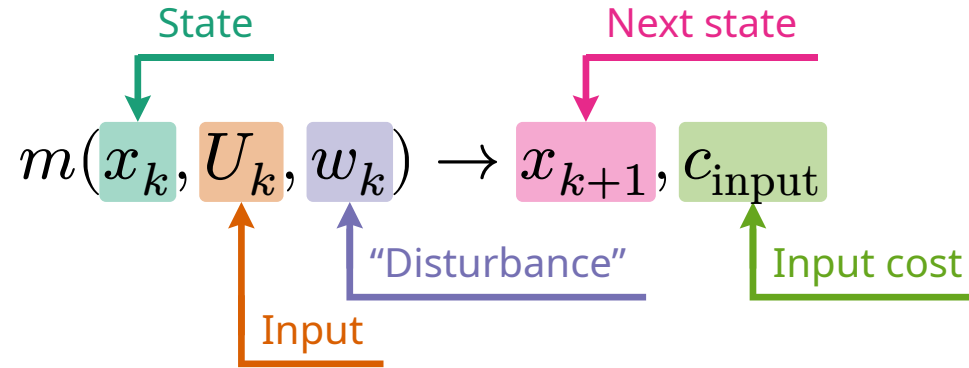 State Next state
m(x_k, U_k, w_k) → x_{k+1}, c_input
“Disturbance” Input cost
Input